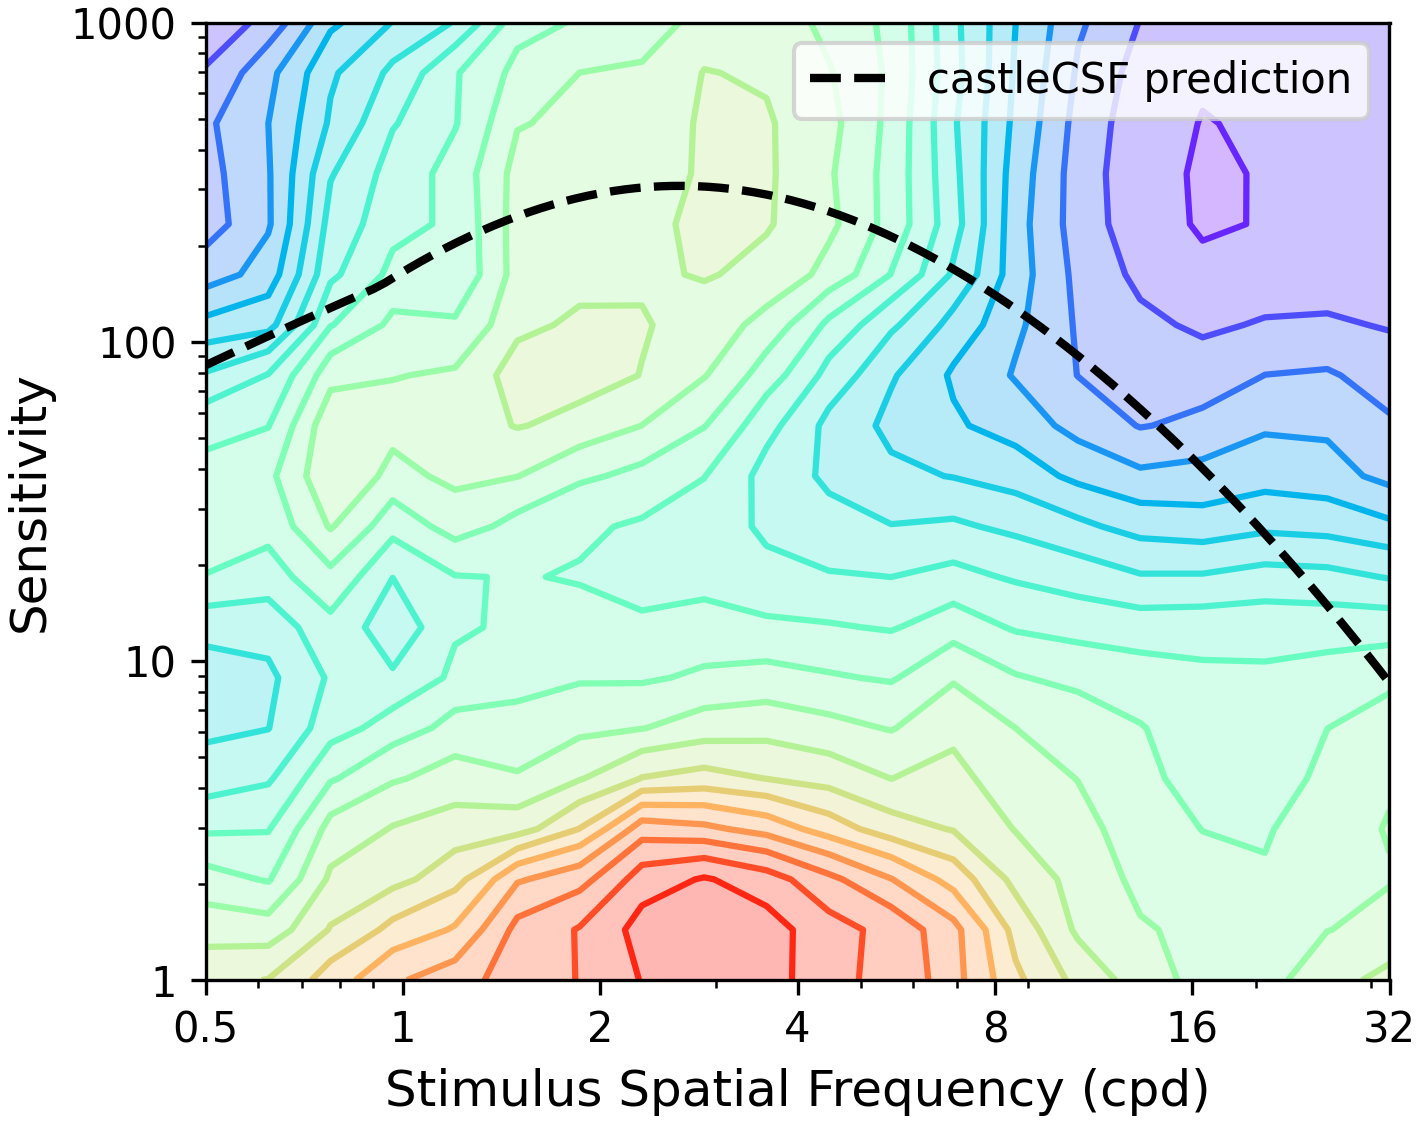 1000
100
10
1
Sensitivity
castleCSF prediction
0.5 1 2 4 8 16 32
Stimulus Spatial Frequency (cpd)